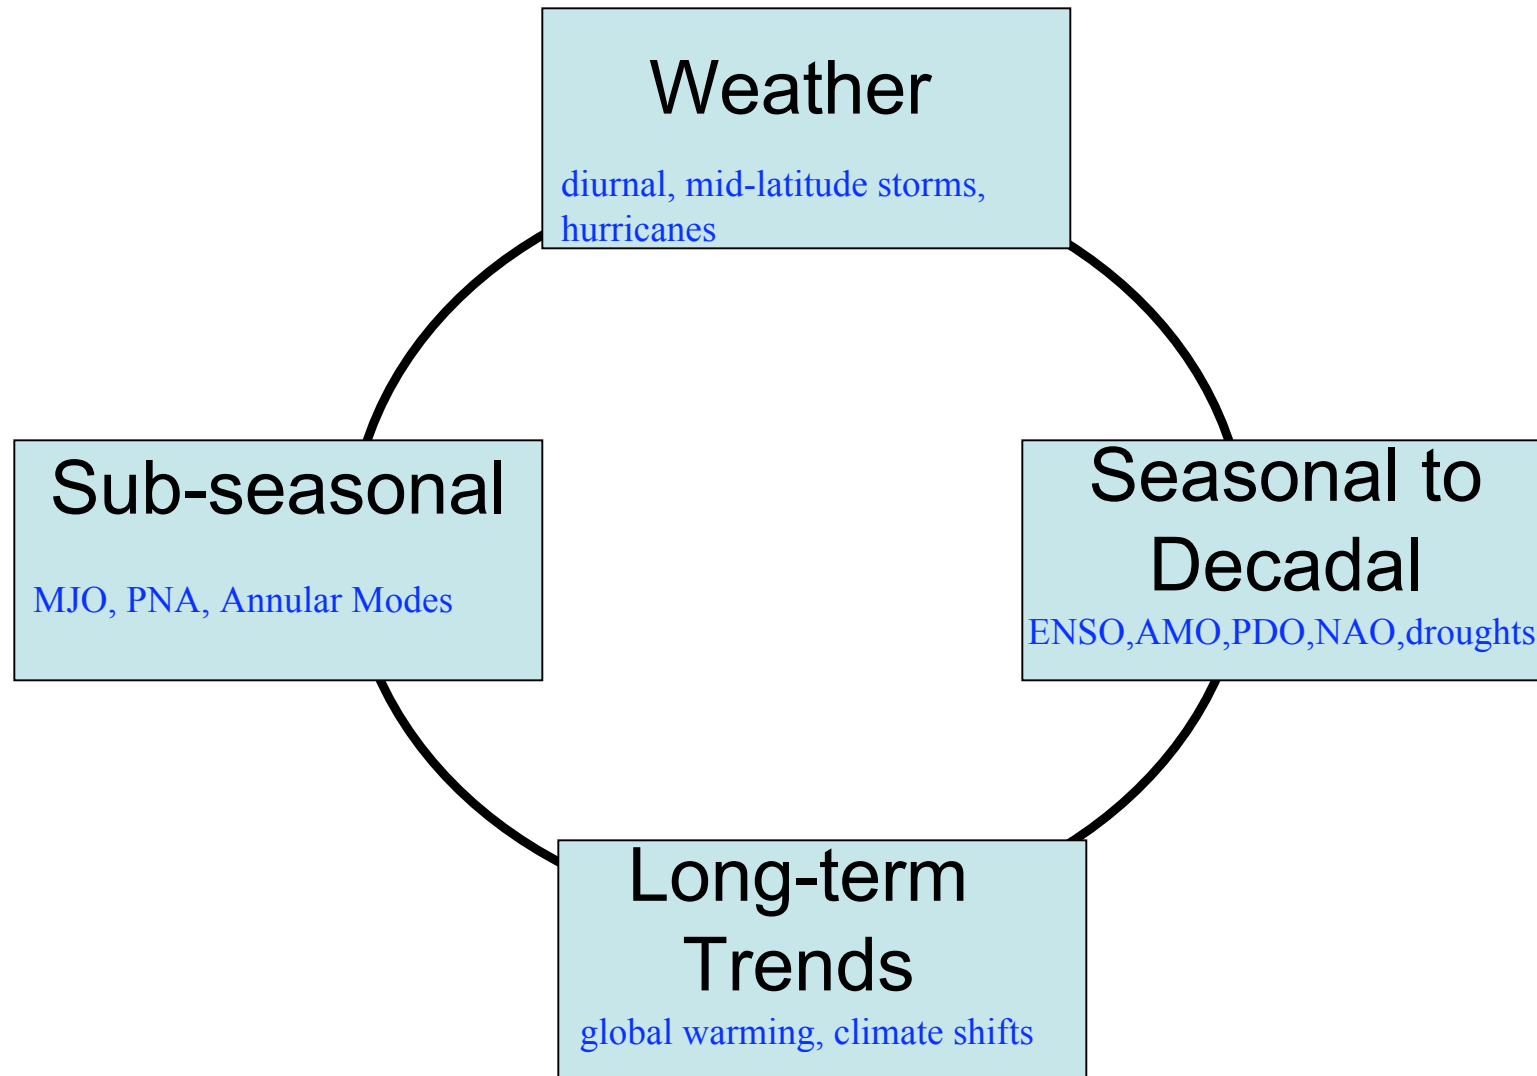 Weather
diurnal, mid-latitude storms,
hurricanes
Sub-seasonal
MJO, PNA, Annular Modes
Seasonal to
Decadal
ENSO,AMO,PDO,NAO,droughts
Long-term
Trends
global warming, climate shifts